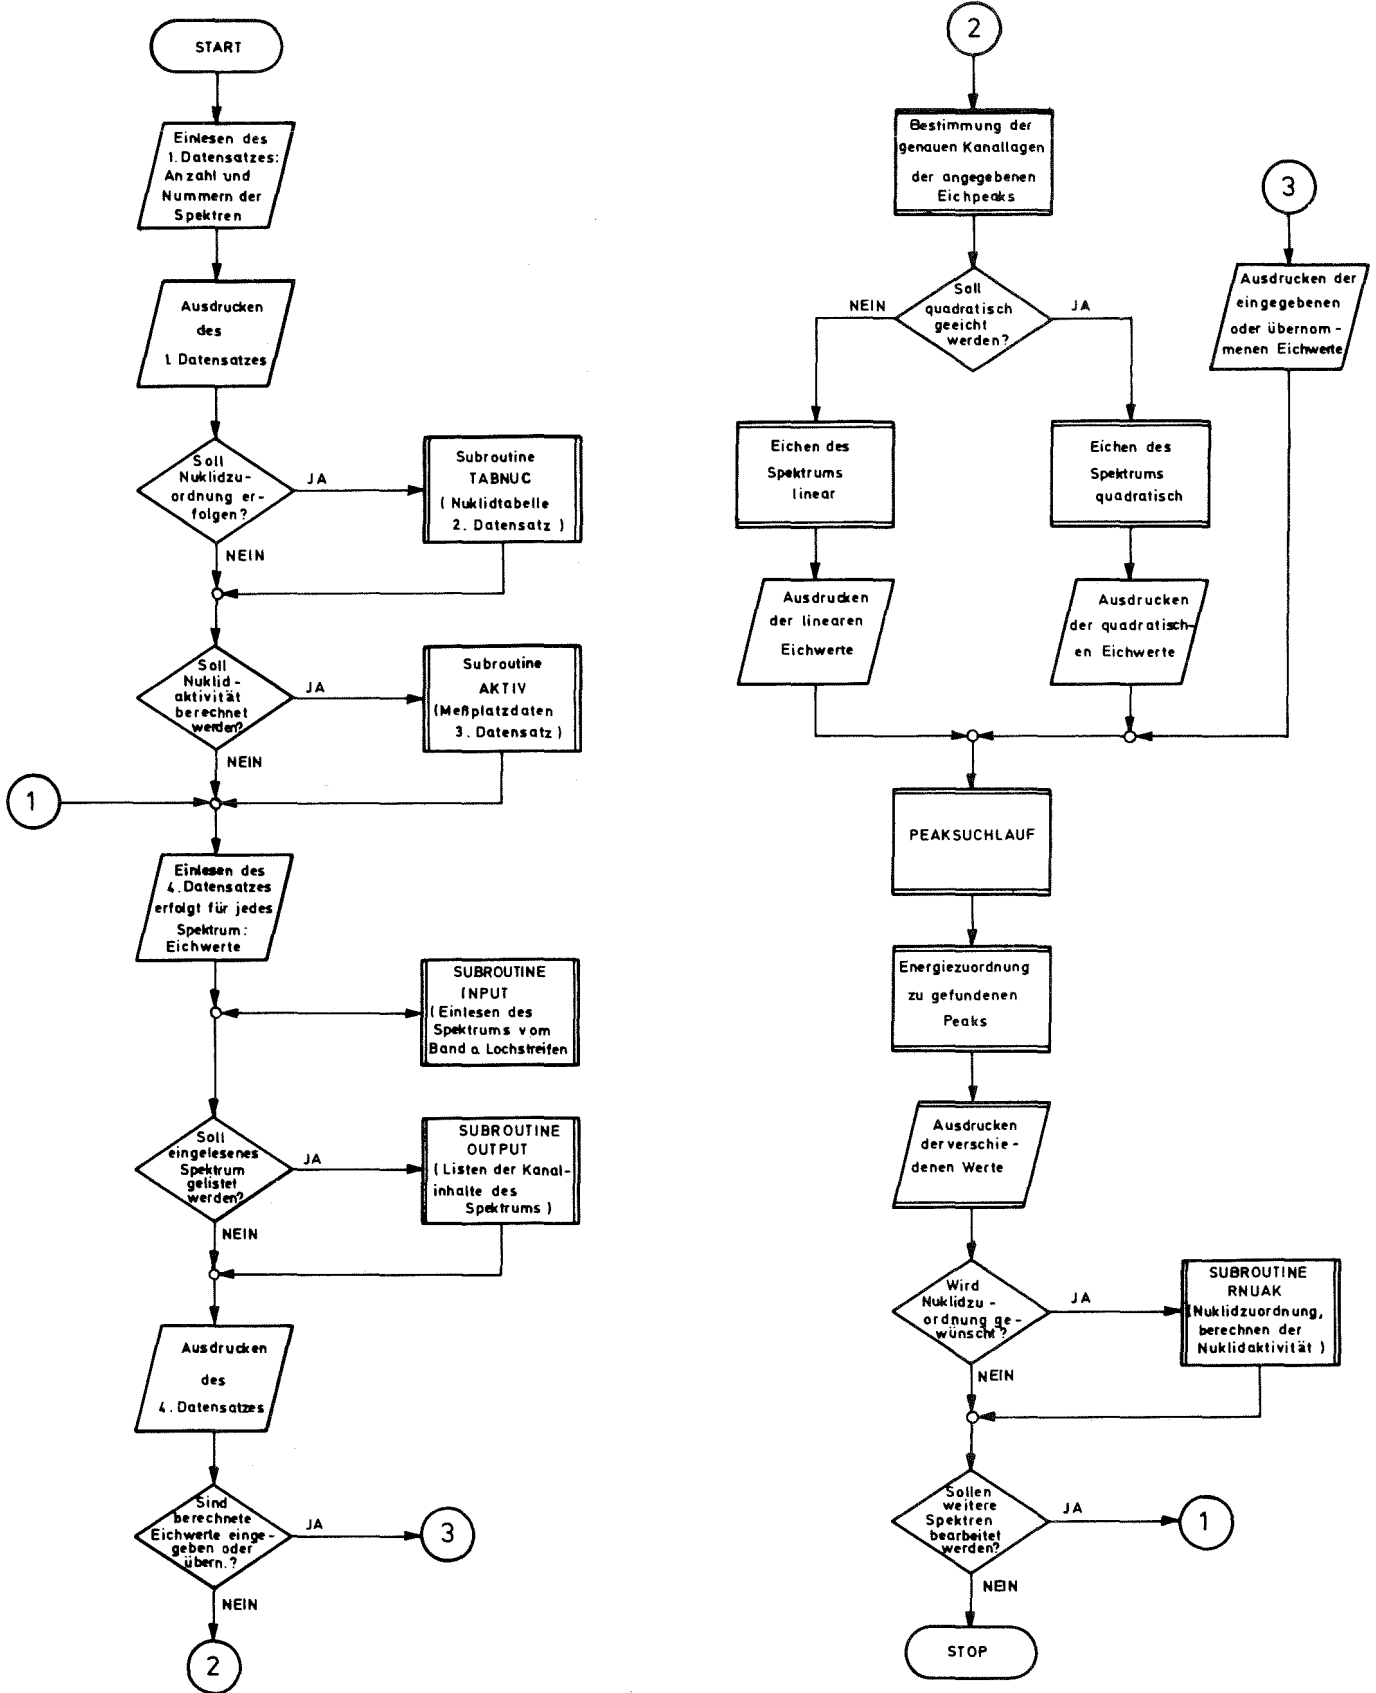 START
Einlesen des
1. Datensatzes:
Anzahl und
Nummern der
Spektren
Ausdrucken
des
1. Datensatzes
Soll
Nuklidzu-
ordnung er-
folgen?
JA
Subroutine
TABNUC
( Nuklidtabelle
2. Datensatz )
NEIN
Soll
Nuklid-
aktivität
berechnet
werden?
JA
Subroutine
AKTIV
(Meßplatzdaten
3. Datensatz )
NEIN
1
Einlesen des
4. Datensatzes
erfolgt für jedes
Spektrum:
Eichwerte
SUBROUTINE
INPUT
( Einlesen des
Spektrums vom
Band o. Lochstreifen
Soll
eingelesenes
Spektrum
gelistet
werden?
JA
SUBROUTINE
OUTPUT
( Listen der Kanal-
inhalte des
Spektrums )
NEIN
Ausdrucken
des
4. Datensatzes
Sind
berechnete
Eichwerte einge-
geben oder
übern.?
JA
3
NEIN
2
2
Bestimmung der
genauen Kanallagen
der angegebenen
Eichpeaks
3
Ausdrucken der
eingegebenen
oder übernom-
menen Eichwerte
Soll
quadratisch
geeicht
werden?
NEIN
JA
Eichen des
Spektrums
linear
Eichen des
Spektrums
quadratisch
Ausdrucken
der linearen
Eichwerte
Ausdrucken
der quadratisch-
en Eichwerte
PEAKSUCHLAUF
Energiezuordnung
zu gefundenen
Peaks
Ausdrucken
der verschie-
denen Werte
Wird
Nuklidzu-
ordnung ge-
wünscht?
JA
SUBROUTINE
RNUAK
(Nuklidzuordnung,
berechnen der
Nuklidaktivität )
NEIN
Sollen
weitere
Spektren
bearbeitet
werden?
JA
1
NEIN
STOP